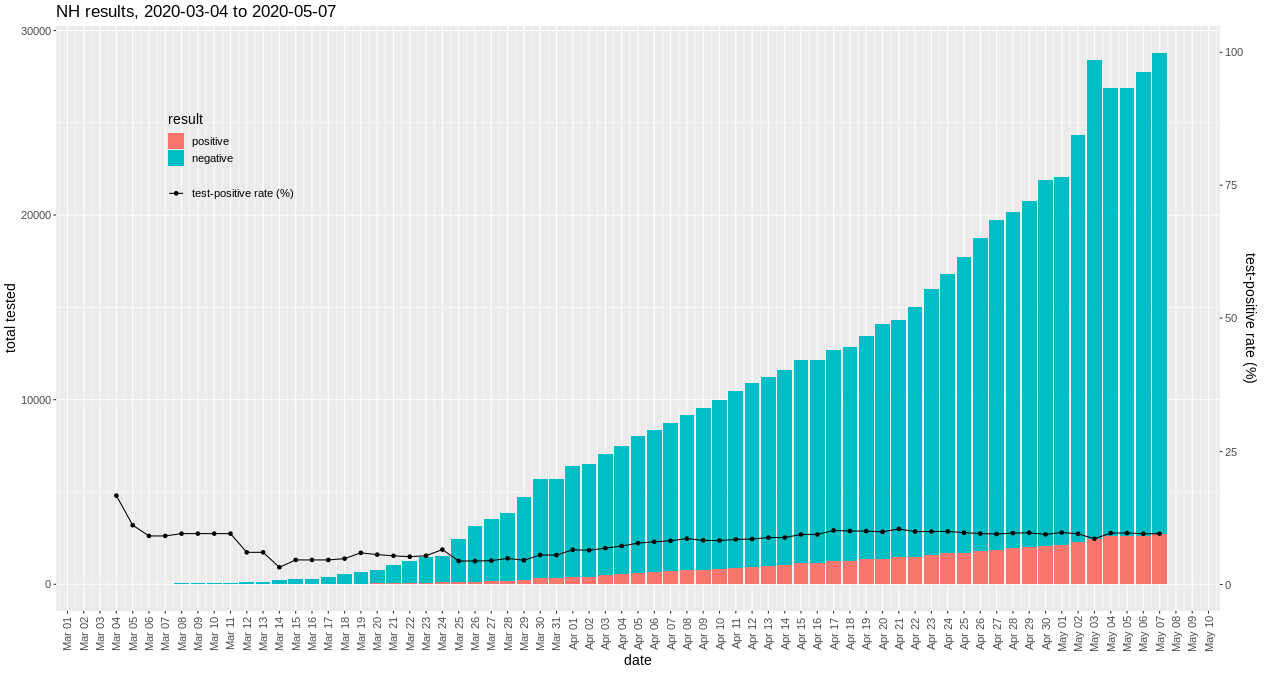 NH results, 2020-03-04 to 2020-05-07
30000
20000
10000
0
total tested
result
positive
negative
test-positive rate (%)
100
75
50
25
0
test-positive rate (%)
Mar 01
Mar 02
Mar 03
Mar 04
Mar 05
Mar 06
Mar 07
Mar 08
Mar 09
Mar 10
Mar 11
Mar 12
Mar 13
Mar 14
Mar 15
Mar 16
Mar 17
Mar 18
Mar 19
Mar 20
Mar 21
Mar 22
Mar 23
Mar 24
Mar 25
Mar 26
Mar 27
Mar 28
Mar 29
Mar 30
Mar 31
Apr 01
Apr 02
Apr 03
Apr 04
Apr 05
Apr 06
Apr 07
Apr 08
Apr 09
Apr 10
Apr 11
Apr 12
Apr 13
Apr 14
Apr 15
Apr 16
Apr 17
Apr 18
Apr 19
Apr 20
Apr 21
Apr 22
Apr 23
Apr 24
Apr 25
Apr 26
Apr 27
Apr 28
Apr 29
Apr 30
May 01
May 02
May 03
May 04
May 05
May 06
May 07
May 08
May 09
May 10
date